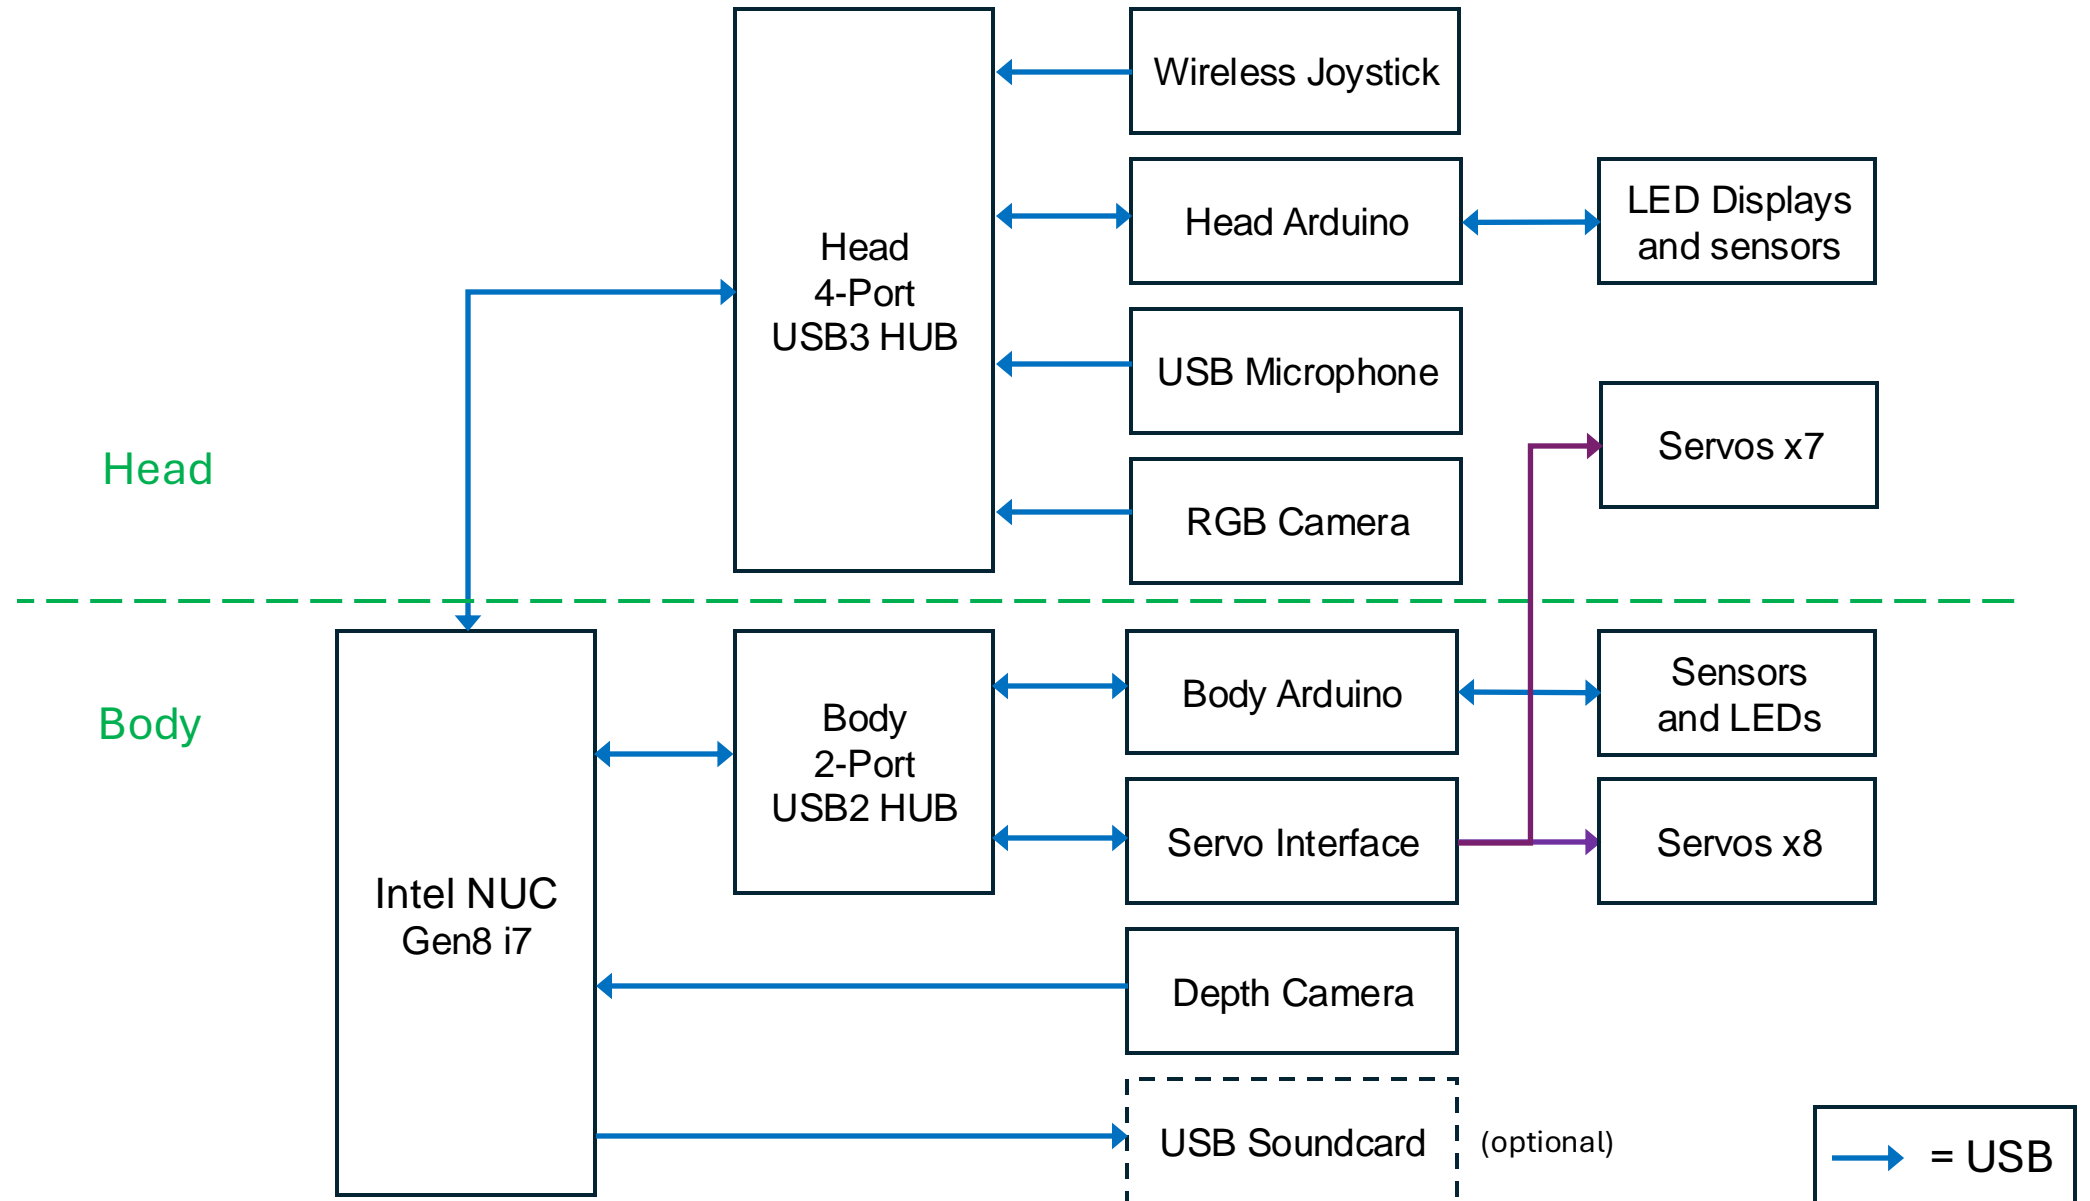 Wireless Joystick
Head Arduino
LED Displays
and sensors
Head
4-Port
USB3 HUB
USB Microphone
Servos x7
Head
RGB Camera
Body
Body Arduino
Sensors
and LEDs
Body
2-Port
USB2 HUB
Servo Interface
Servos x8
Intel NUC
Gen8 i7
Depth Camera
USB Soundcard
(optional)
= USB